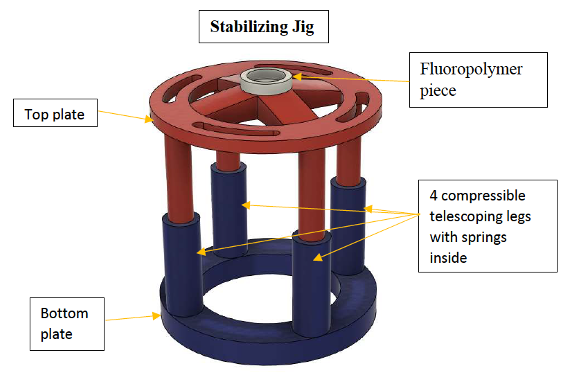 Stabilizing Jig
Fluoropolymer
piece
Top plate
4 compressible
telescoping legs
with springs
inside
Bottom
plate